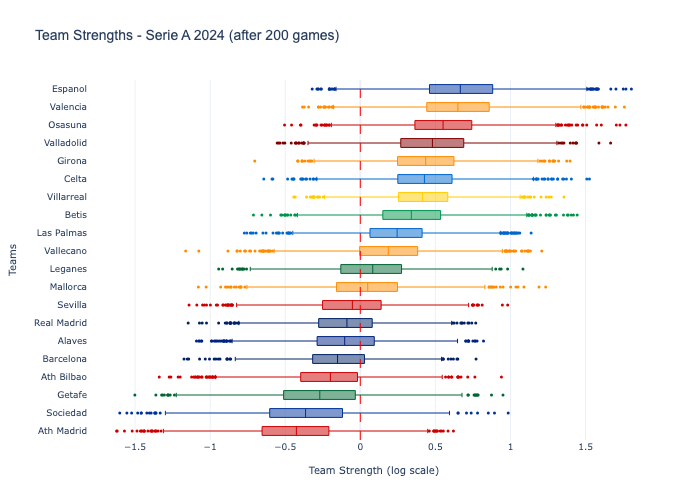 Team Strengths - Serie A 2024 (after 200 games)
Espanol
Valencia
Osasuna
Valladolid
Girona
Celta
Villarreal
Betis
Las Palmas
Vallecano
Leganes
Mallorca
Sevilla
Real Madrid
Alaves
Barcelona
Ath Bilbao
Getafe
Sociedad
Ath Madrid
Teams
−1.5 −1 −0.5 0 0.5 1 1.5
Team Strength (log scale)